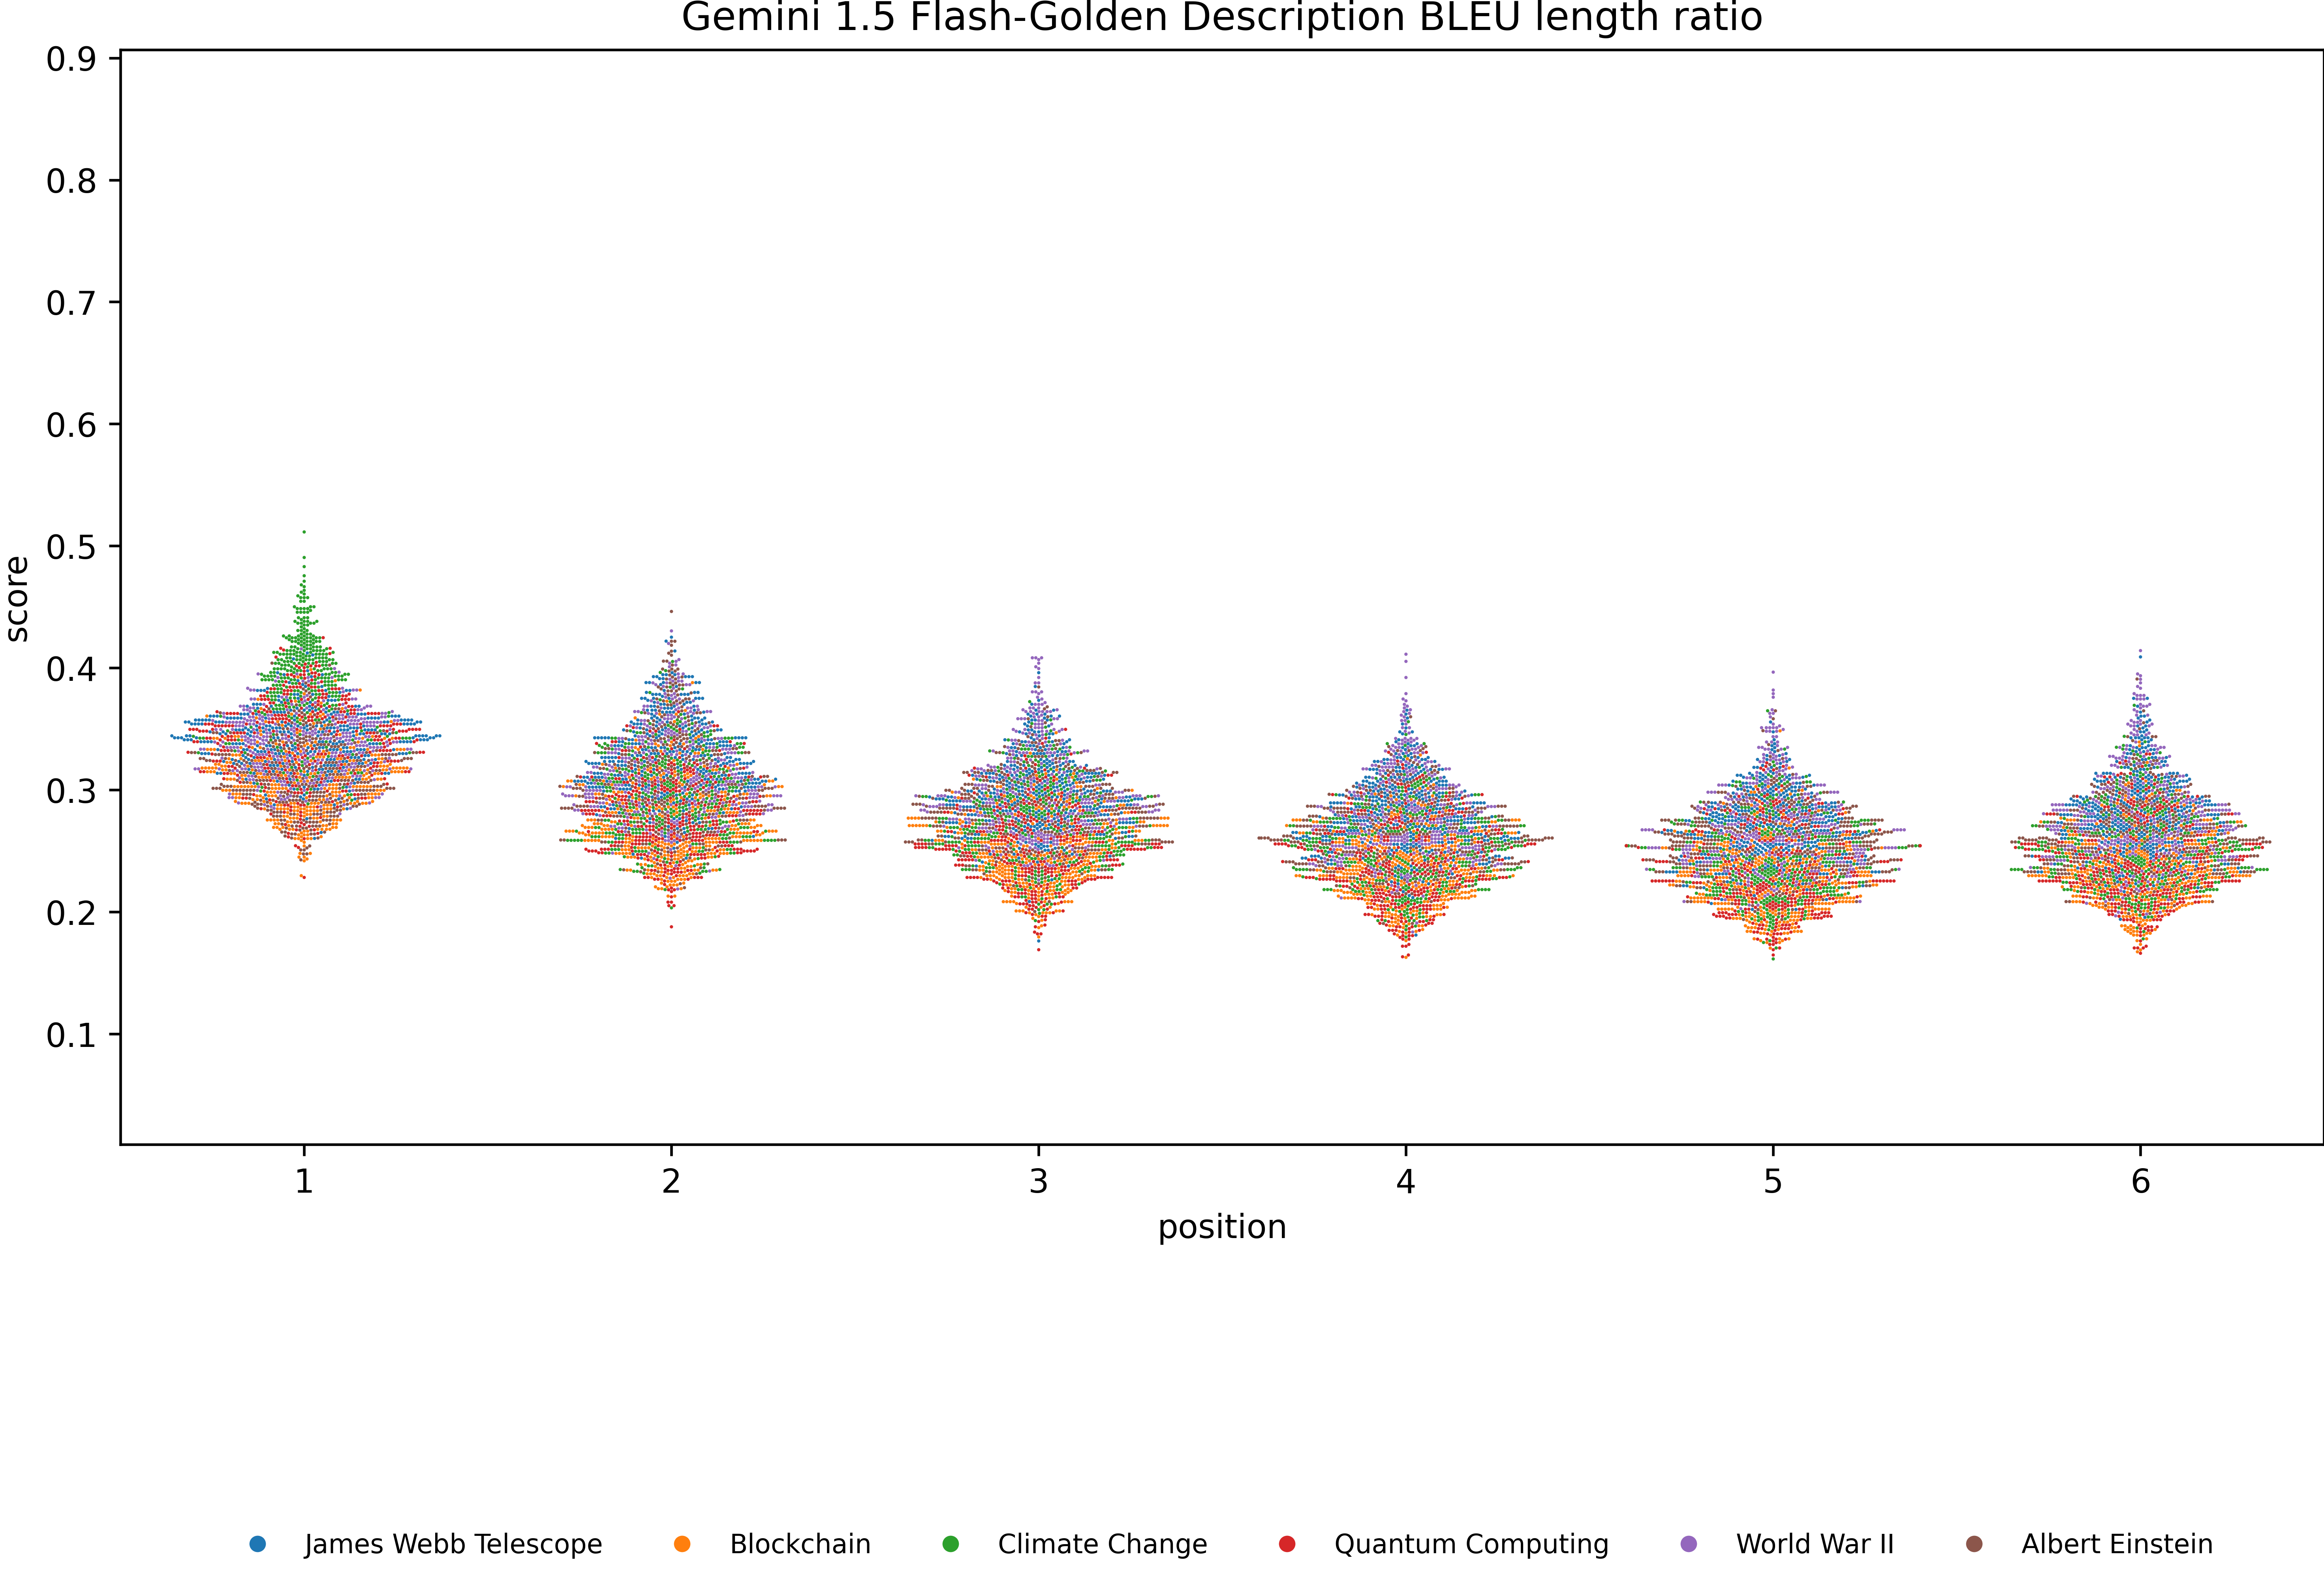 Gemini 1.5 Flash-Golden Description BLEU length ratio
0.9
0.8
0.7
0.6
0.5
0.4
0.3
0.2
0.1
score
1 2 3 4 5 6
position
James Webb Telescope Blockchain Climate Change Quantum Computing World War II Albert Einstein